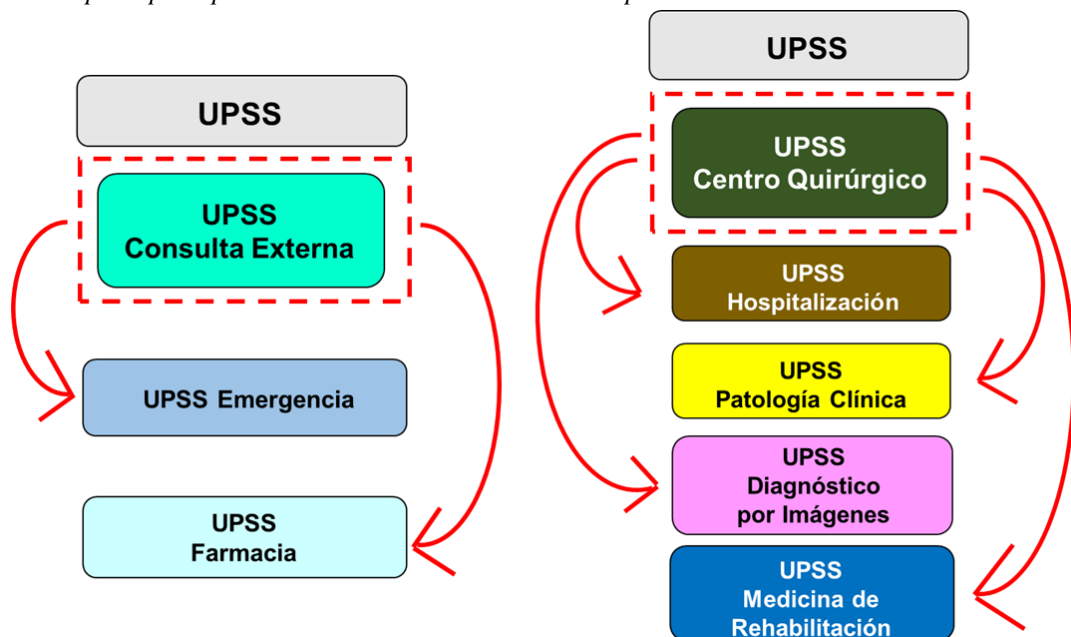 UPSS
UPSS
Consulta Externa
UPSS Emergencia
UPSS
Farmacia
UPSS
UPSS
Centro Quirúrgico
UPSS
Hospitalización
UPSS
Patología Clínica
UPSS
Diagnóstico
por Imágenes
UPSS
Medicina de
Rehabilitación